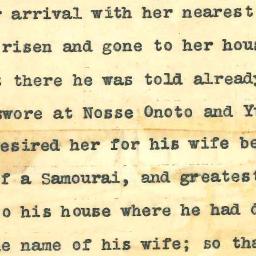 arrival with her nearest
risen and gone to her hous
there he was told already
swore at Nosse Onoto and Y
esired her for his wife be
f a Samourai, and greatest
o his house where he had d
e name of his wife; so tha